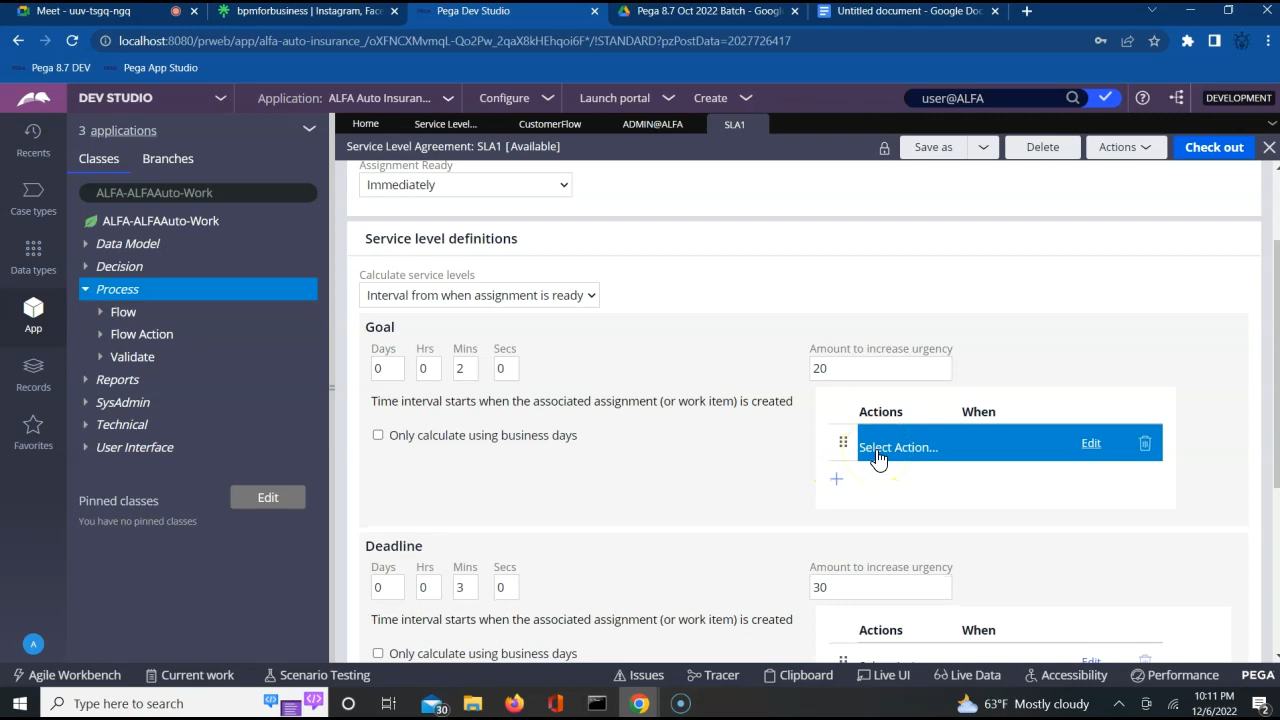 Meet - uuv-tsgq-ngq
bpmforbusiness | Instagram, Face
Pega Dev Studio
Pega 8.7 Oct 2022 Batch - Google
Untitled document - Google Doc
localhost:8080/prweb/app/alfa-auto-insurance_/oXFNCXMvmqL-Qo2Pw_2qaX8kHEhqoi6F*/!STANDARD?pzPostData=2027726417
Pega 8.7 DEV
Pega App Studio
DEV STUDIO
Application: ALFA Auto Insuran...
Configure
Launch portal
Create
user@ALFA
DEVELOPMENT
3 applications
Home
Service Level...
CustomerFlow
ADMIN@ALFA
SLA1
Service Level Agreement: SLA1 [Available]
Save as
Delete
Actions
Check out
Recents
Case types
Data types
App
Records
Favorites
A
Classes
Branches
ALFA-ALFAAuto-Work
ALFA-ALFAAuto-Work
Data Model
Decision
Process
Flow
Flow Action
Validate
Reports
SysAdmin
Technical
User Interface
Pinned classes
Edit
You have no pinned classes
Assignment Ready
Immediately
Service level definitions
Calculate service levels
Interval from when assignment is ready
Goal
Days Hrs Mins Secs
0 0 2 0
Amount to increase urgency
20
Time interval starts when the associated assignment (or work item) is created
Only calculate using business days
Actions When
Select Action...
Edit
Deadline
Days Hrs Mins Secs
0 0 3 0
Amount to increase urgency
30
Time interval starts when the associated assignment (or work item) is created
Only calculate using business days
Actions When
Edit
Agile Workbench
Current work
Scenario Testing
Issues
Tracer
Clipboard
Live UI
Live Data
Accessibility
Performance
PEGA
Type here to search
30
63°F Mostly cloudy
10:11 PM
12/6/2022
2